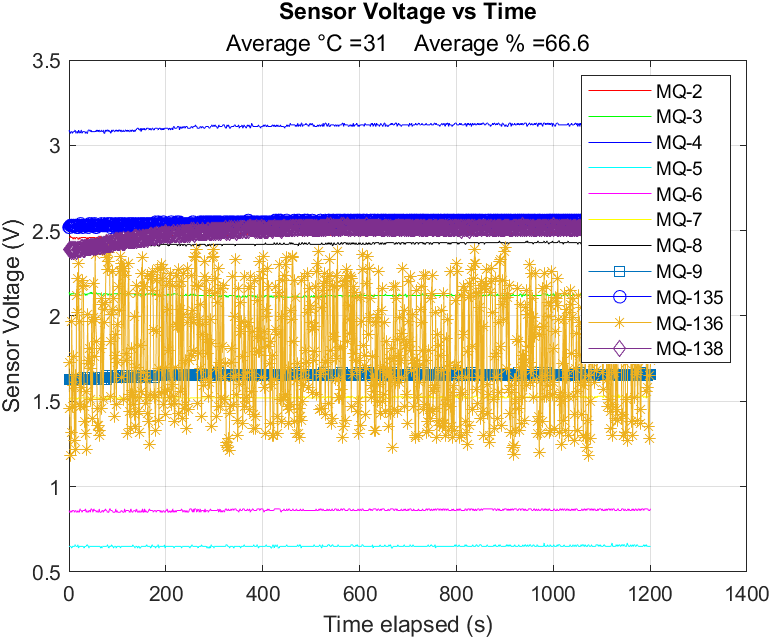 Sensor Voltage vs Time
Average °C =31 Average % =66.6
3.5
3
2.5
2
1.5
1
0.5
Sensor Voltage (V)
0 200 400 600 800 1000 1200 1400
Time elapsed (s)
MQ-2
MQ-3
MQ-4
MQ-5
MQ-6
MQ-7
MQ-8
MQ-9
MQ-135
MQ-136
MQ-138